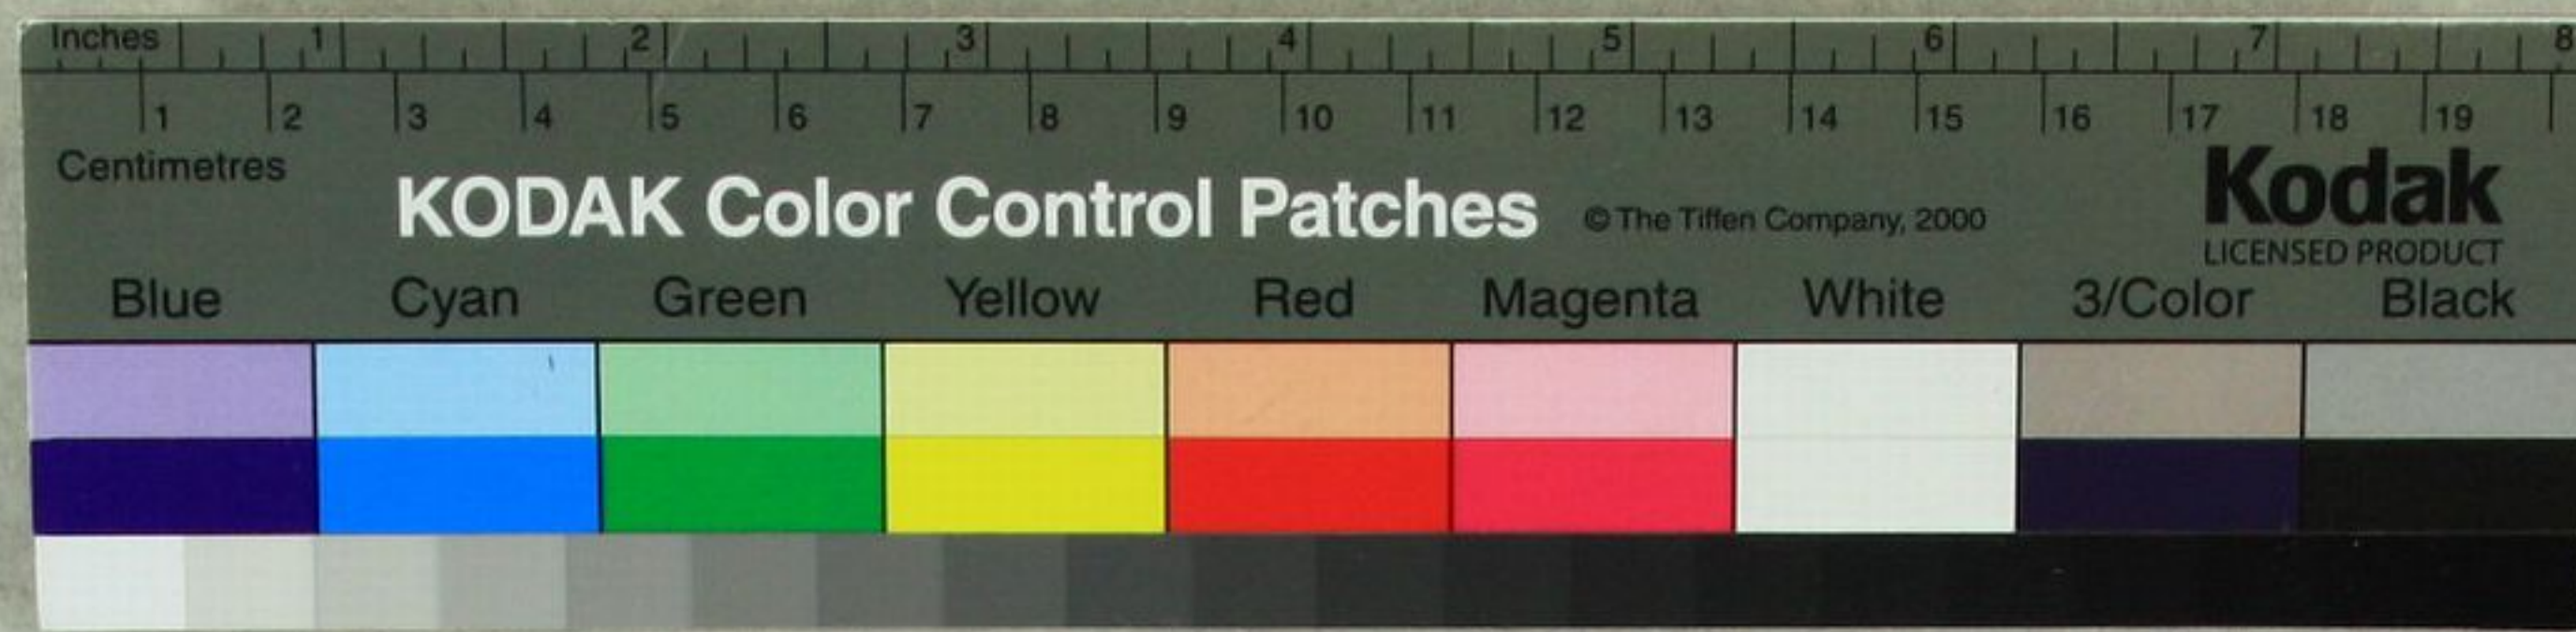 Inches 1 2 3 4 5 6 7 8
1 2 3 4 5 6 7 8 9 10 11 12 13 14 15 16 17 18 19
Centimetres
KODAK Color Control Patches © The Tiffen Company, 2000
Kodak
LICENSED PRODUCT
Blue Cyan Green Yellow Red Magenta White 3/Color Black